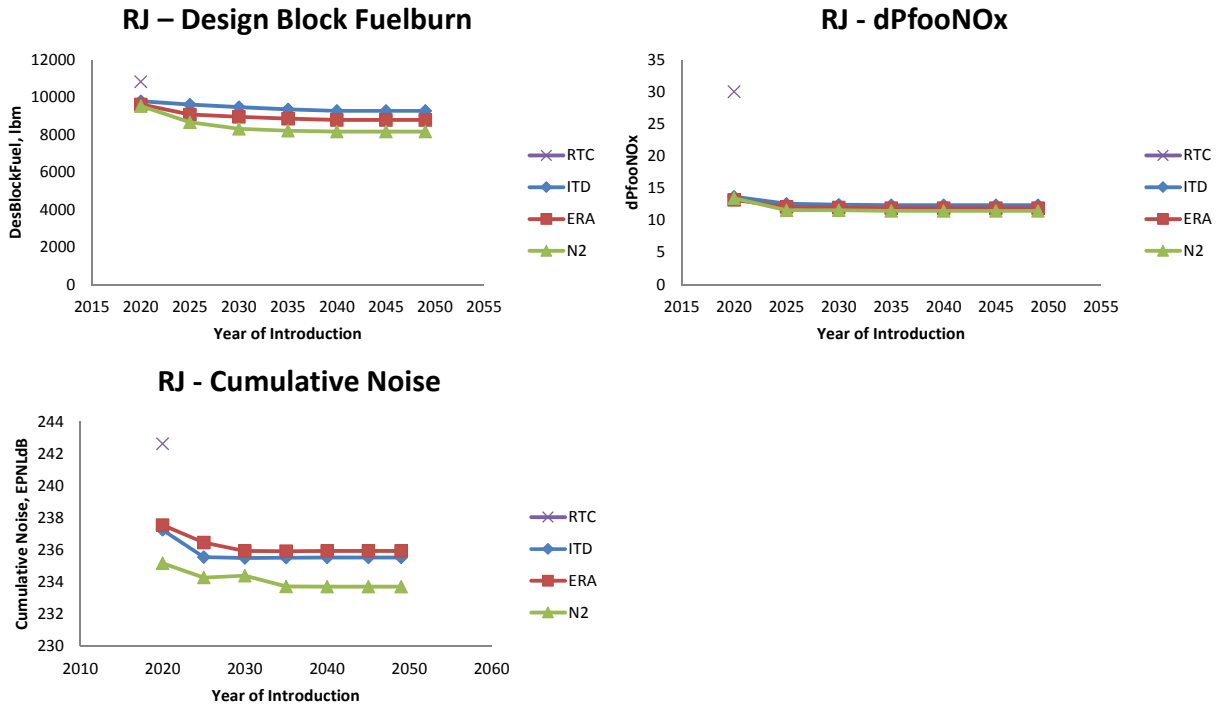 RJ – Design Block Fuelburn
DesBlockFuel, lbm
12000
10000
8000
6000
4000
2000
0
2015 2020 2025 2030 2035 2040 2045 2050 2055
Year of Introduction
RTC
ITD
ERA
N2
RJ - dPfooNOx
dPfooNOx
35
30
25
20
15
10
5
0
2015 2020 2025 2030 2035 2040 2045 2050 2055
Year of Introduction
RTC
ITD
ERA
N2
RJ - Cumulative Noise
Cumulative Noise, EPNLdB
244
242
240
238
236
234
232
230
2010 2020 2030 2040 2050 2060
Year of Introduction
RTC
ITD
ERA
N2